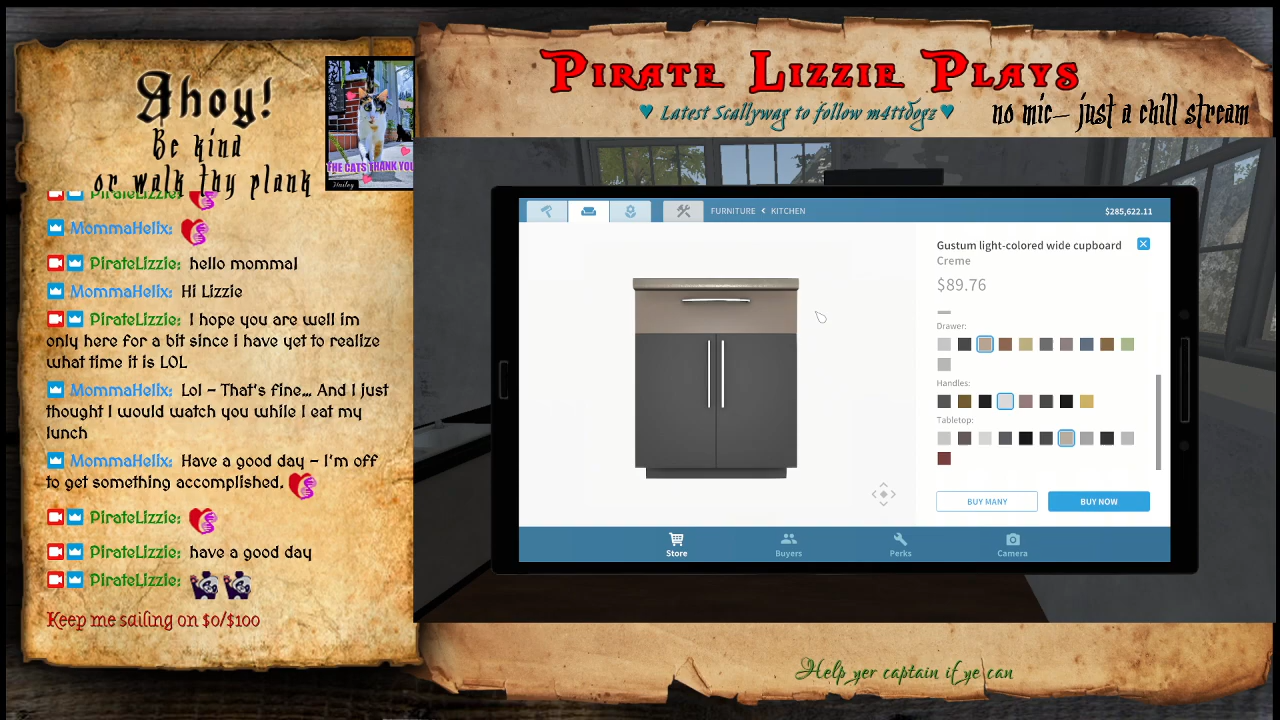 Ahoy!
Be kind
or walk thy plank
THE CATS THANK YOU
Hailey
PirateLizzie:
MommaHelix:
PirateLizzie: hello momma!
MommaHelix: Hi Lizzie
PirateLizzie: I hope you are well im
only here for a bit since i have yet to realize
what time it is LOL
MommaHelix: Lol - That's fine... And I just
thought I would watch you while I eat my
lunch
MommaHelix: Have a good day - I'm off
to get something accomplished.
PirateLizzie:
PirateLizzie: have a good day
PirateLizzie:
Keep me sailing on $0/$100
Pirate Lizzie Plays
♥ Latest Scallywag to follow m4ttdogz ♥
no mic- just a chill stream
FURNITURE < KITCHEN
$285,622.11
Gustum light-colored wide cupboard
Creme
$89.76
Drawer:
Handles:
Tabletop:
BUY MANY
BUY NOW
Store
Buyers
Perks
Camera
Help yer captain if ye can